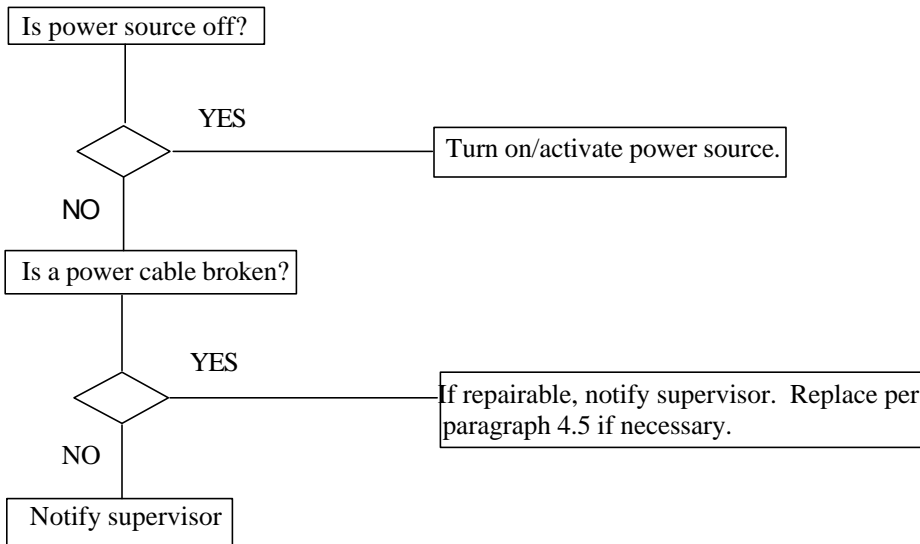 Is power source off?
YES
Turn on/activate power source.
NO
Is a power cable broken?
YES
If repairable, notify supervisor.  Replace per
paragraph 4.5 if necessary.
NO
Notify supervisor